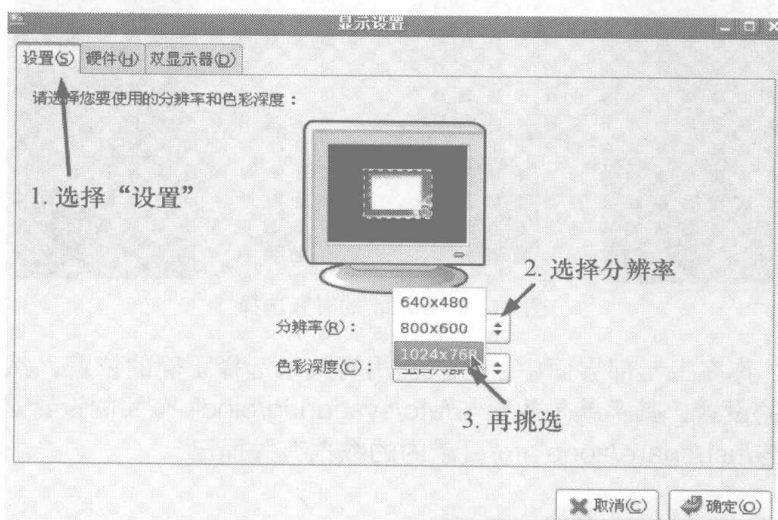 显示设置
设置(S) 硬件(H) 双显示器(D)
请选择您要使用的分辨率和色彩深度：
1. 选择“设置”
2. 选择分辨率
640x480
分辨率(R)： 800x600
1024x768
色彩深度(C)：
3. 再挑选
取消(C) 确定(O)